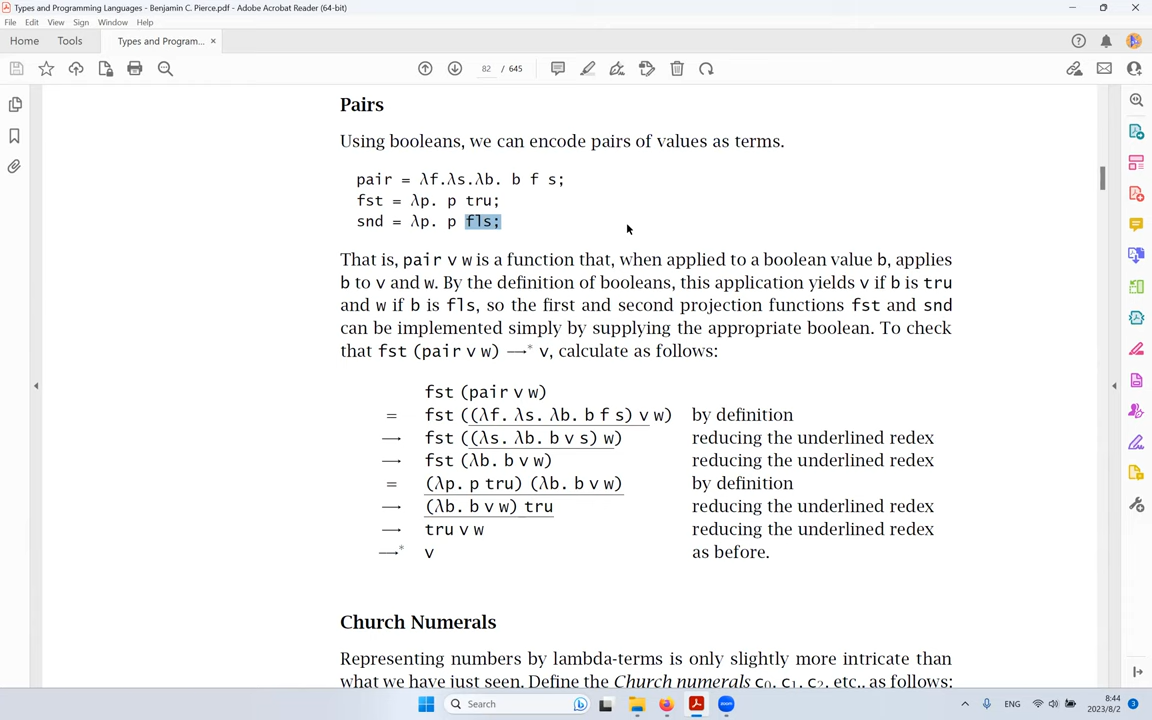 Types and Programming Languages - Benjamin C. Pierce.pdf - Adobe Acrobat Reader (64-bit)
File Edit View Sign Window Help
Home Tools Types and Program... ×
82 / 645
Pairs
Using booleans, we can encode pairs of values as terms.
pair = λf.λs.λb. b f s;
fst = λp. p tru;
snd = λp. p fls;
That is, pair v w is a function that, when applied to a boolean value b, applies
b to v and w. By the definition of booleans, this application yields v if b is tru
and w if b is fls, so the first and second projection functions fst and snd
can be implemented simply by supplying the appropriate boolean. To check
that fst (pair v w) →* v, calculate as follows:
fst (pair v w)
= fst ((λf. λs. λb. b f s) v w) by definition
→ fst ((λs. λb. b v s) w) reducing the underlined redex
→ fst (λb. b v w) reducing the underlined redex
= (λp. p tru) (λb. b v w) by definition
→ (λb. b v w) tru reducing the underlined redex
→ tru v w reducing the underlined redex
→* v as before.
Church Numerals
Representing numbers by lambda-terms is only slightly more intricate than
what we have just seen. Define the Church numerals c₀, c₁, c₂, etc., as follows:
Search
ENG
8:44
2023/8/2
3